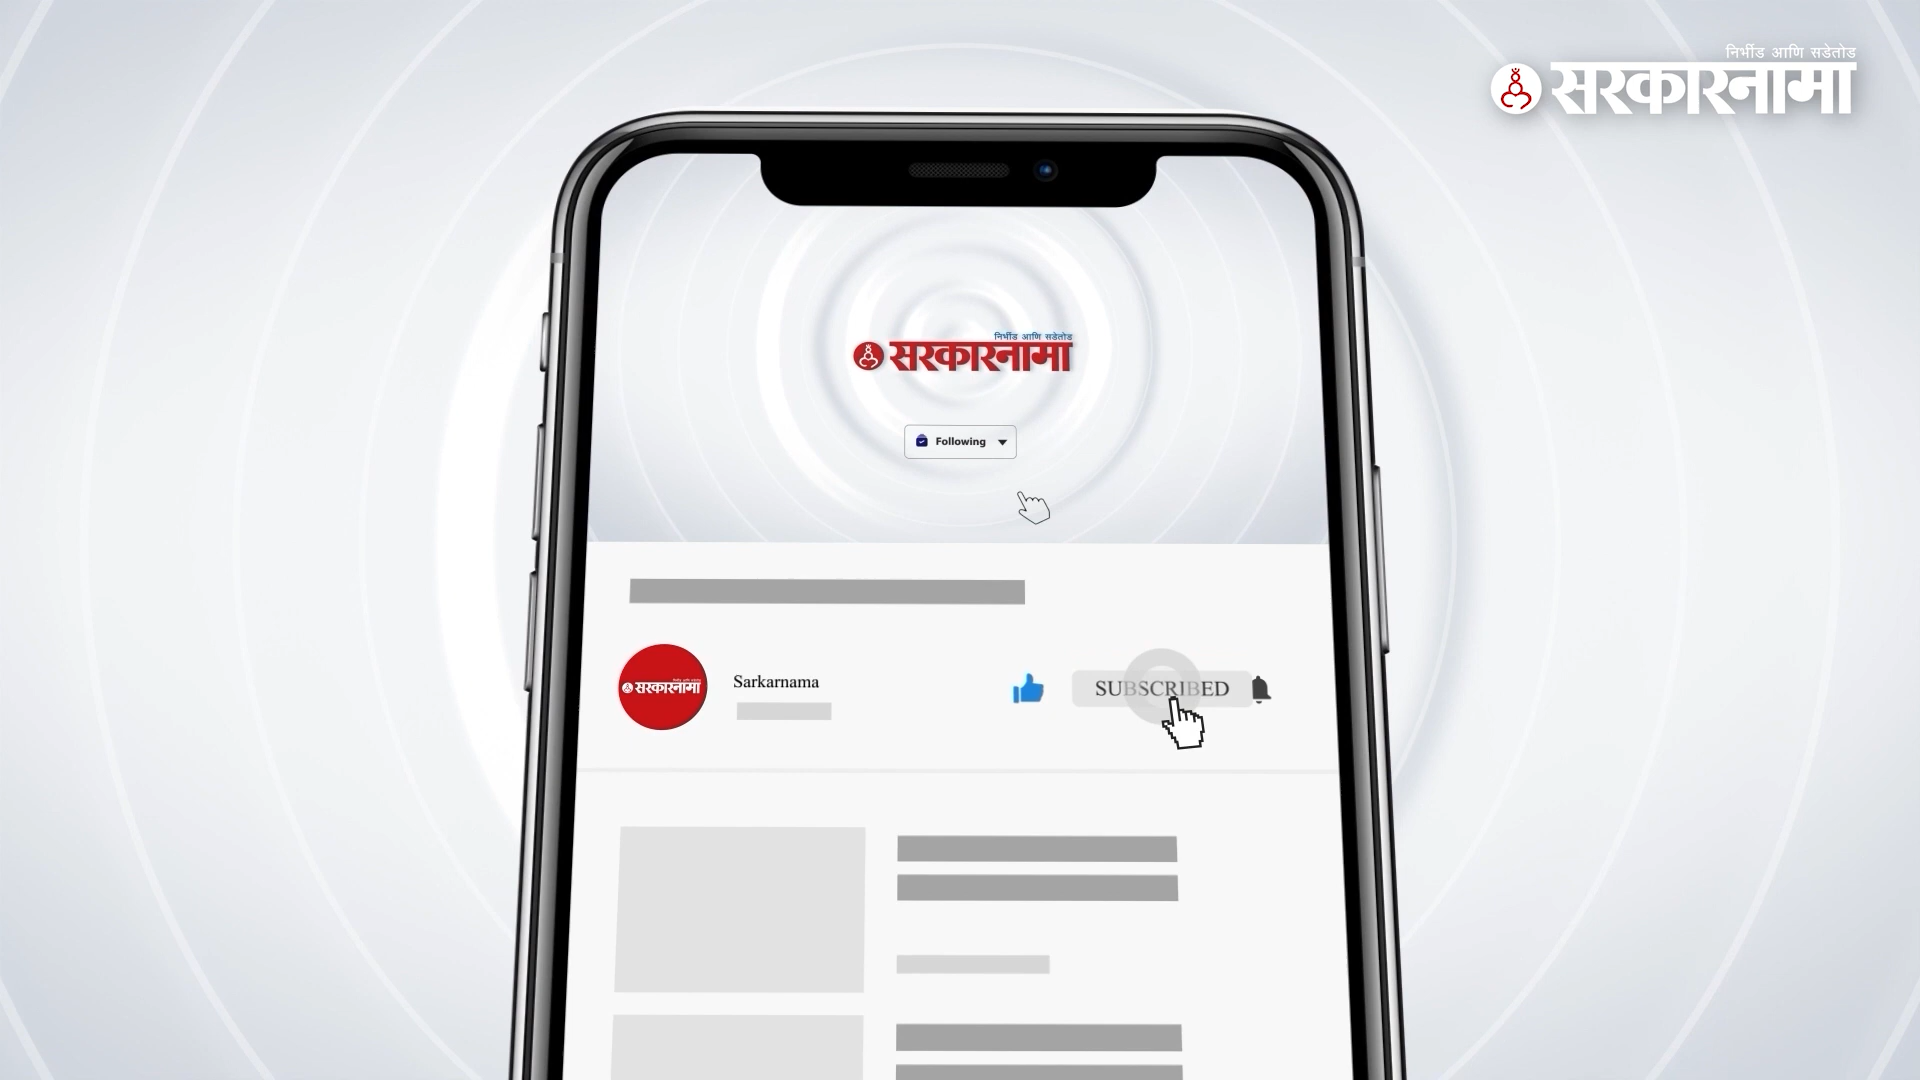 निर्भीड आणि सडेतोड
सरकारनामा
निर्भीड आणि सडेतोड
सरकारनामा
Following
सरकारनामा
Sarkarnama
SUBSCRIBED